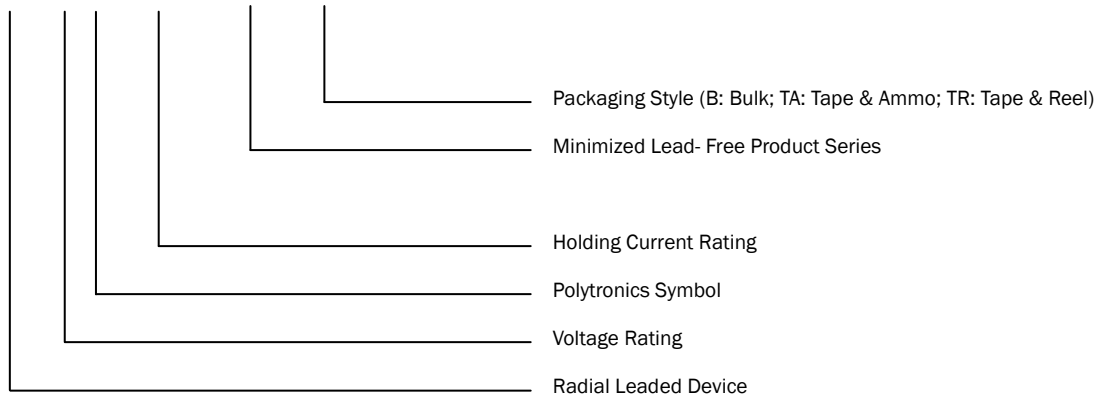 Packaging Style (B: Bulk; TA: Tape & Ammo; TR: Tape & Reel)
Minimized Lead- Free Product Series
Holding Current Rating
Polytronics Symbol
Voltage Rating
Radial Leaded Device